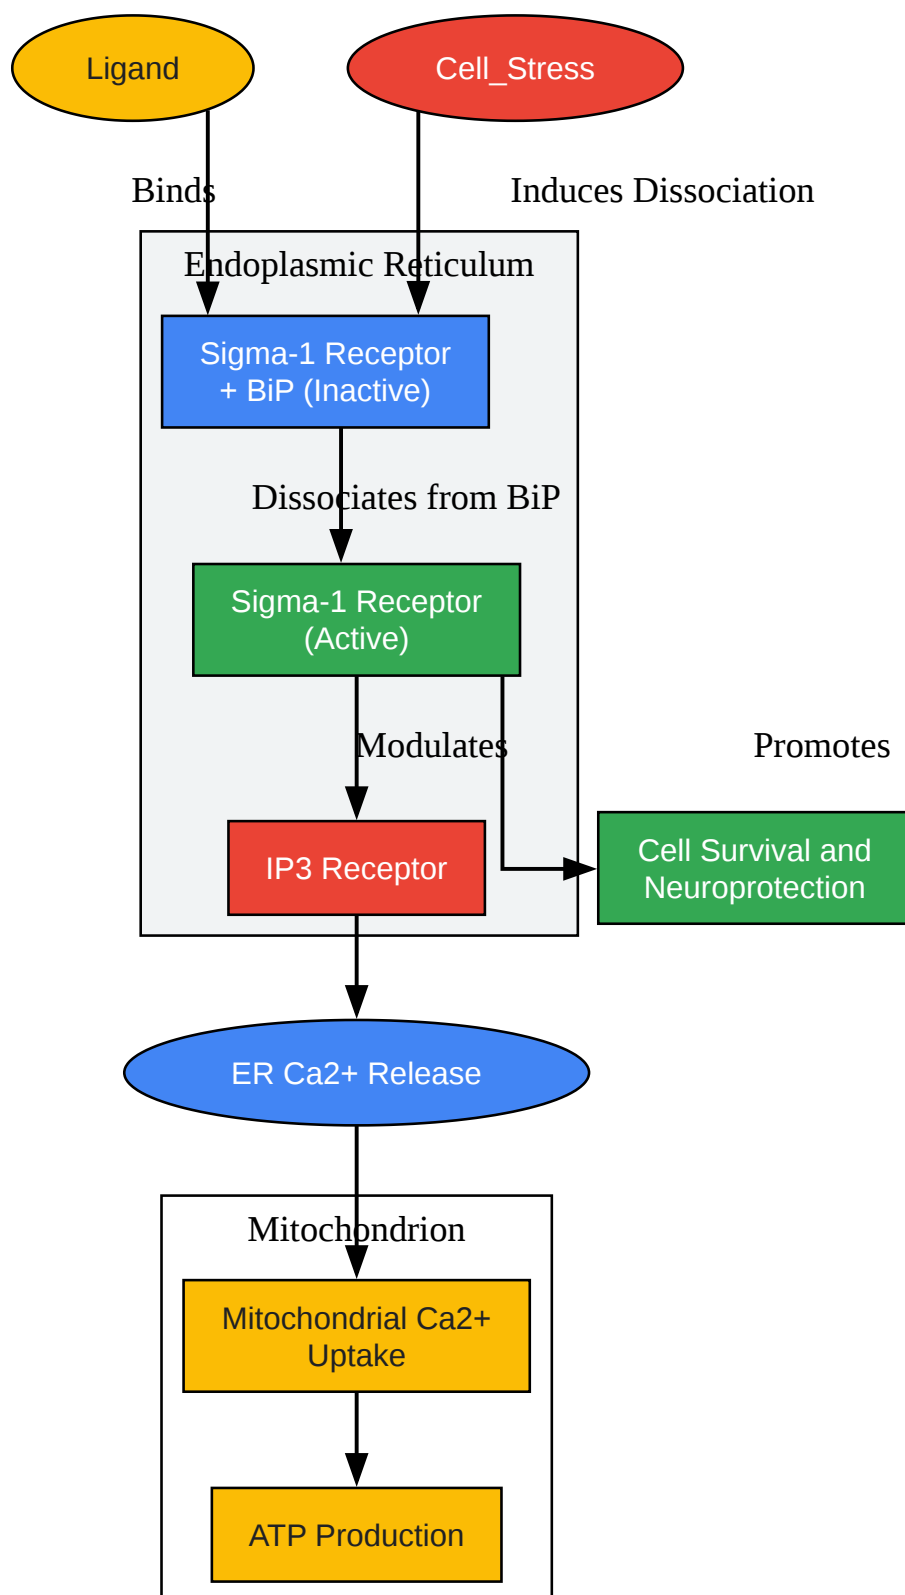 Ligand
Cell_Stress
Binds
Induces Dissociation
Endoplasmic Reticulum
Sigma-1 Receptor
+ BiP (Inactive)
Dissociates from BiP
Sigma-1 Receptor
(Active)
Modulates
Promotes
IP3 Receptor
Cell Survival and
Neuroprotection
ER Ca2+ Release
Mitochondrion
Mitochondrial Ca2+
Uptake
ATP Production